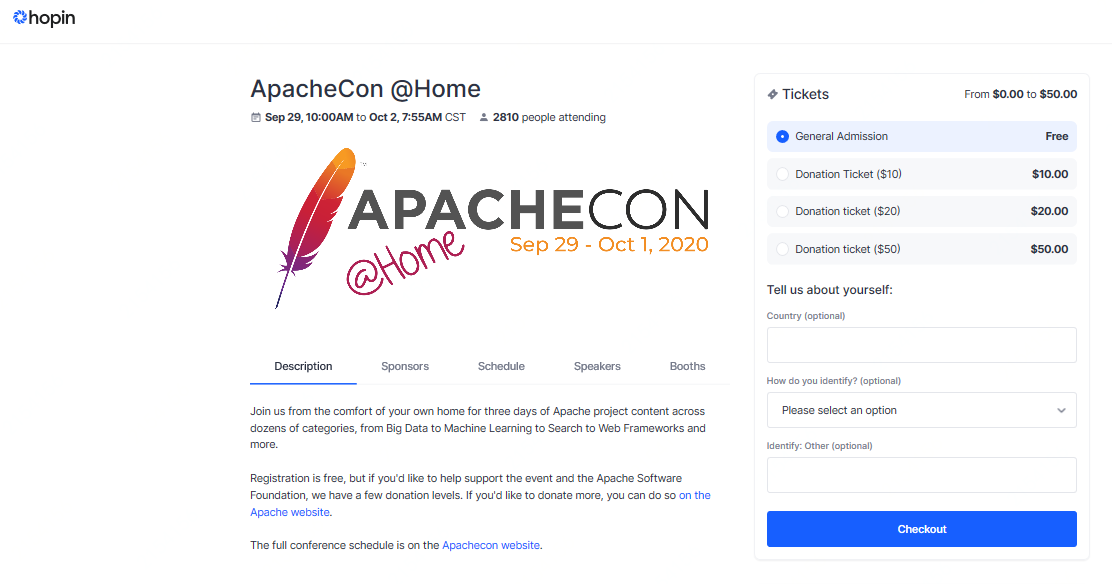 hopin
ApacheCon @Home
Sep 29, 10:00AM to Oct 2, 7:55AM CST 2810 people attending
APACHECON
@Home
Sep 29 - Oct 1, 2020
Description Sponsors Schedule Speakers Booths
Join us from the comfort of your own home for three days of Apache project content across
dozens of categories, from Big Data to Machine Learning to Search to Web Frameworks and
more.
Registration is free, but if you'd like to help support the event and the Apache Software
Foundation, we have a few donation levels. If you'd like to donate more, you can do so on the
Apache website.
The full conference schedule is on the Apachecon website.
Tickets From $0.00 to $50.00
General Admission Free
Donation Ticket ($10) $10.00
Donation ticket ($20) $20.00
Donation ticket ($50) $50.00
Tell us about yourself:
Country (optional)
How do you identify? (optional)
Please select an option
Identify: Other (optional)
Checkout